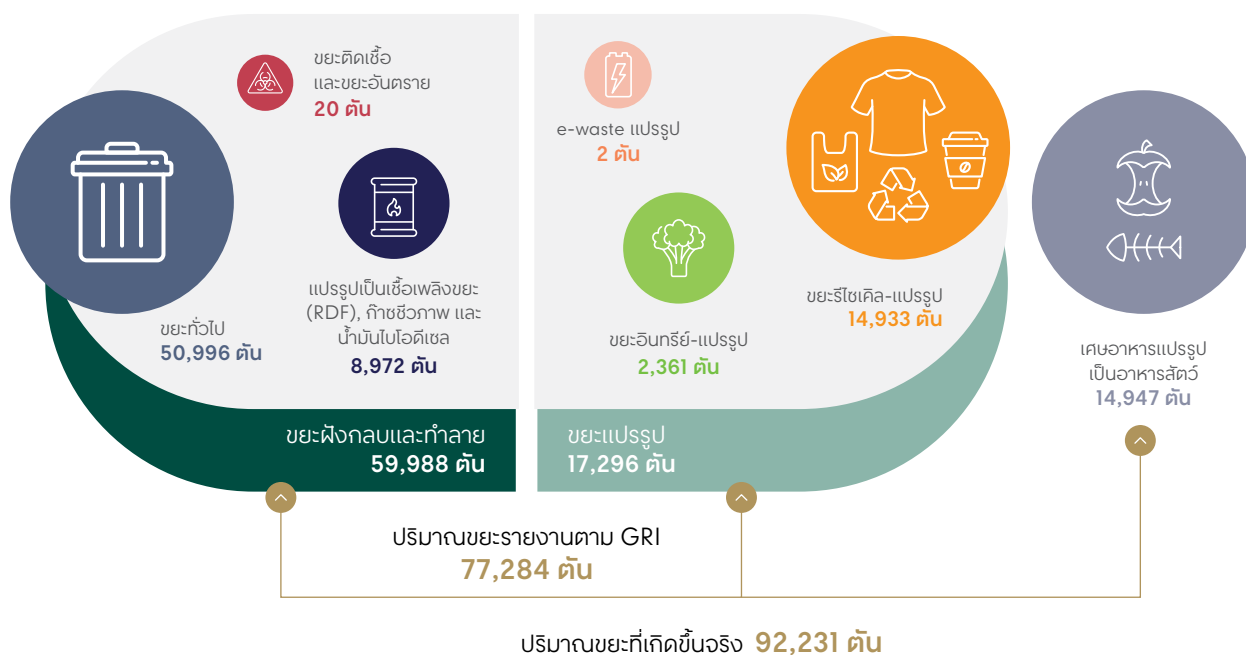 ขยะติดเชื้อ
และขยะอันตราย
20 ตัน
ขยะทั่วไป
50,996 ตัน
แปรรูปเป็นเชื้อเพลิงขยะ
(RDF), ก๊าซชีวภาพ และ
น้ำมันไบโอดีเซล
8,972 ตัน
ขยะฝังกลบและทำลาย
59,988 ตัน
e-waste แปรรูป
2 ตัน
ขยะอินทรีย์-แปรรูป
2,361 ตัน
ขยะรีไซเคิล-แปรรูป
14,933 ตัน
ขยะแปรรูป
17,296 ตัน
เศษอาหารแปรรูป
เป็นอาหารสัตว์
14,947 ตัน
ปริมาณขยะรายงานตาม GRI
77,284 ตัน
ปริมาณขยะที่เกิดขึ้นจริง 92,231 ตัน